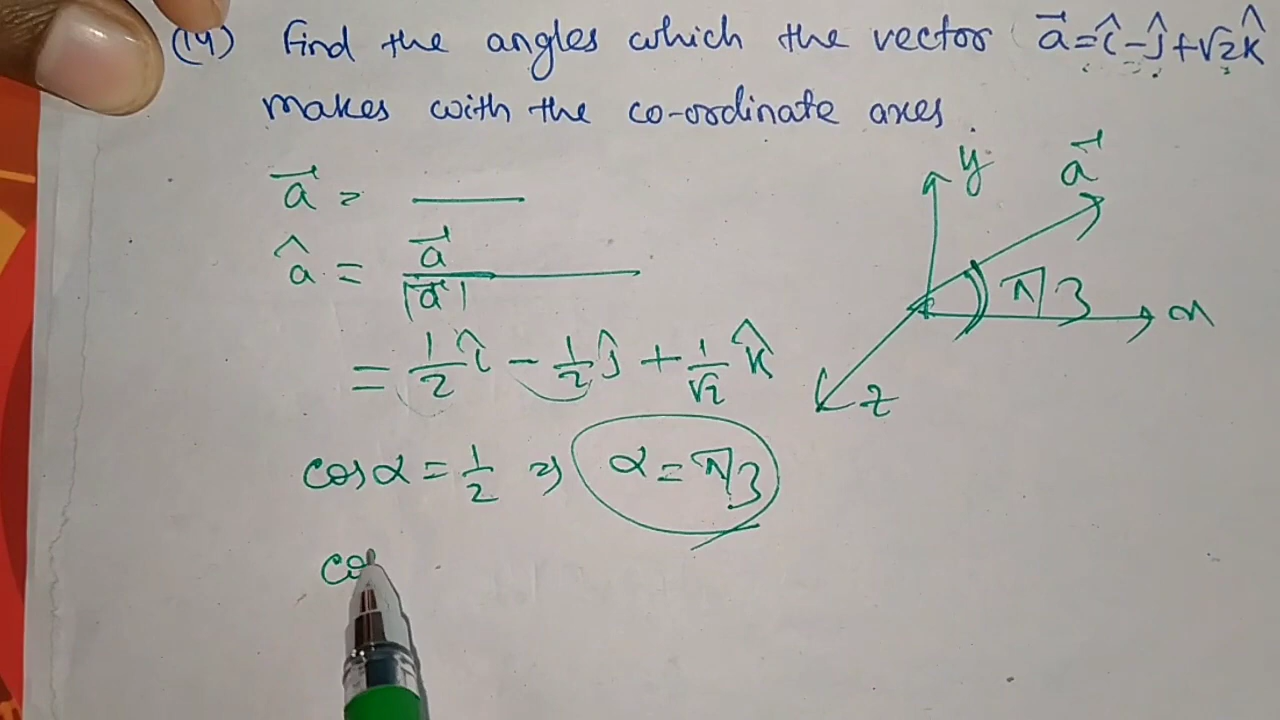 (14) Find the angles which the vector a⃗ = î - ĵ + √2 k̂
makes with the co-ordinate axes.
a⃗ = ———
â = a⃗ / |a⃗|
= 1/2 î - 1/2 ĵ + 1/√2 k̂
cos α = 1/2 ⇒ α = π/3
co
y
a⃗
π/3
x
z